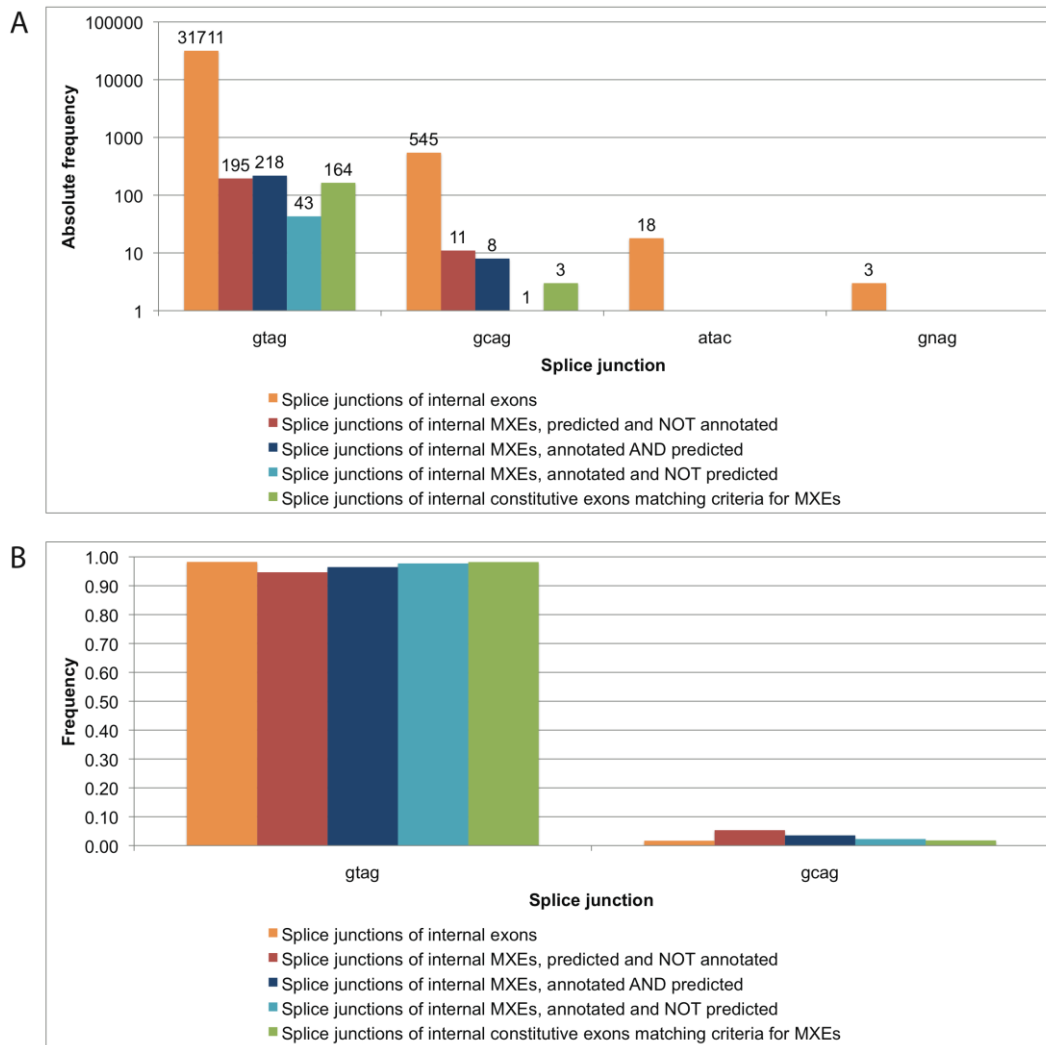 A
100000
10000
1000
100
10
1
Absolute frequency
31711
195
218
43
164
545
11
8
1
3
18
3
gtag
gcag
atac
gnag
Splice junction
Splice junctions of internal exons
Splice junctions of internal MXEs, predicted and NOT annotated
Splice junctions of internal MXEs, annotated AND predicted
Splice junctions of internal MXEs, annotated and NOT predicted
Splice junctions of internal constitutive exons matching criteria for MXEs
B
1.00
0.90
0.80
0.70
0.60
0.50
0.40
0.30
0.20
0.10
0.00
Frequency
gtag
gcag
Splice junction
Splice junctions of internal exons
Splice junctions of internal MXEs, predicted and NOT annotated
Splice junctions of internal MXEs, annotated AND predicted
Splice junctions of internal MXEs, annotated and NOT predicted
Splice junctions of internal constitutive exons matching criteria for MXEs